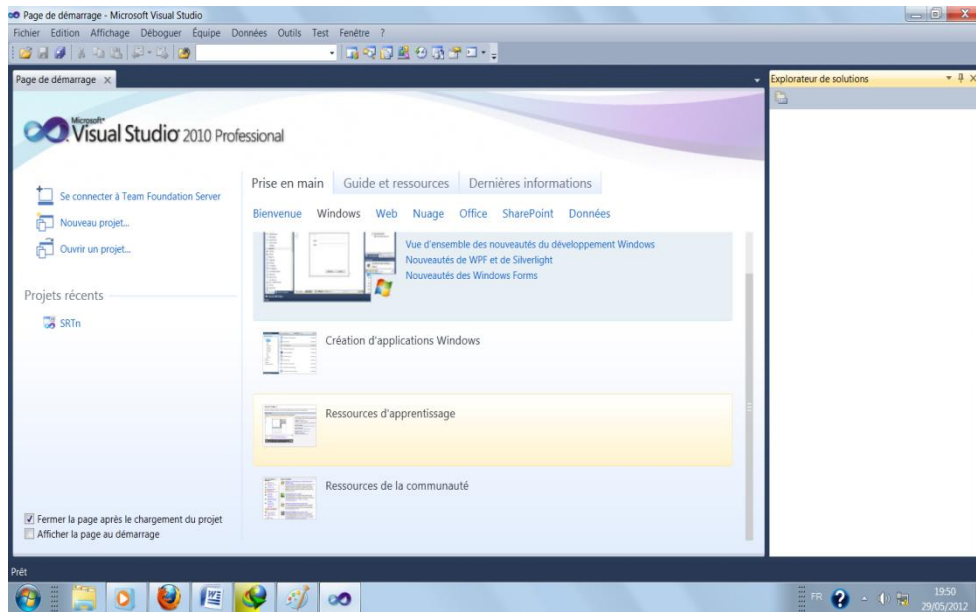 Page de démarrage - Microsoft Visual Studio
Fichier Edition Affichage Déboguer Équipe Données Outils Test Fenêtre ?
Page de démarrage
Explorateur de solutions
Microsoft
Visual Studio 2010 Professional
Se connecter à Team Foundation Server
Nouveau projet...
Ouvrir un projet...
Projets récents
SRTn
Fermer la page après le chargement du projet
Afficher la page au démarrage
Prise en main Guide et ressources Dernières informations
Bienvenue Windows Web Nuage Office SharePoint Données
Vue d'ensemble des nouveautés du développement Windows
Nouveautés de WPF et de Silverlight
Nouveautés des Windows Forms
Création d'applications Windows
Ressources d'apprentissage
Ressources de la communauté
Prêt
FR
19:50
29/05/2012